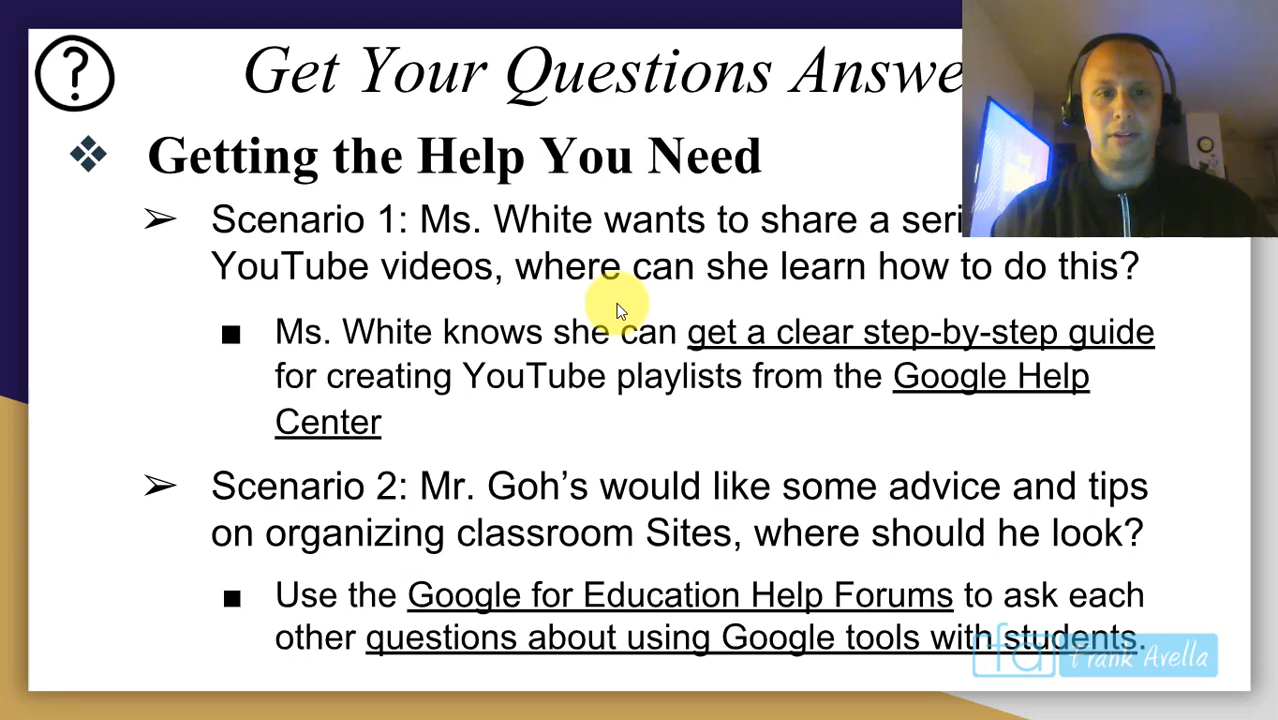 ?
Get Your Questions Answe
❖ Getting the Help You Need
➢ Scenario 1: Ms. White wants to share a seri
YouTube videos, where can she learn how to do this?
■ Ms. White knows she can get a clear step-by-step guide
for creating YouTube playlists from the Google Help
Center
➢ Scenario 2: Mr. Goh's would like some advice and tips
on organizing classroom Sites, where should he look?
■ Use the Google for Education Help Forums to ask each
other questions about using Google tools with students.
fa Frank Avella